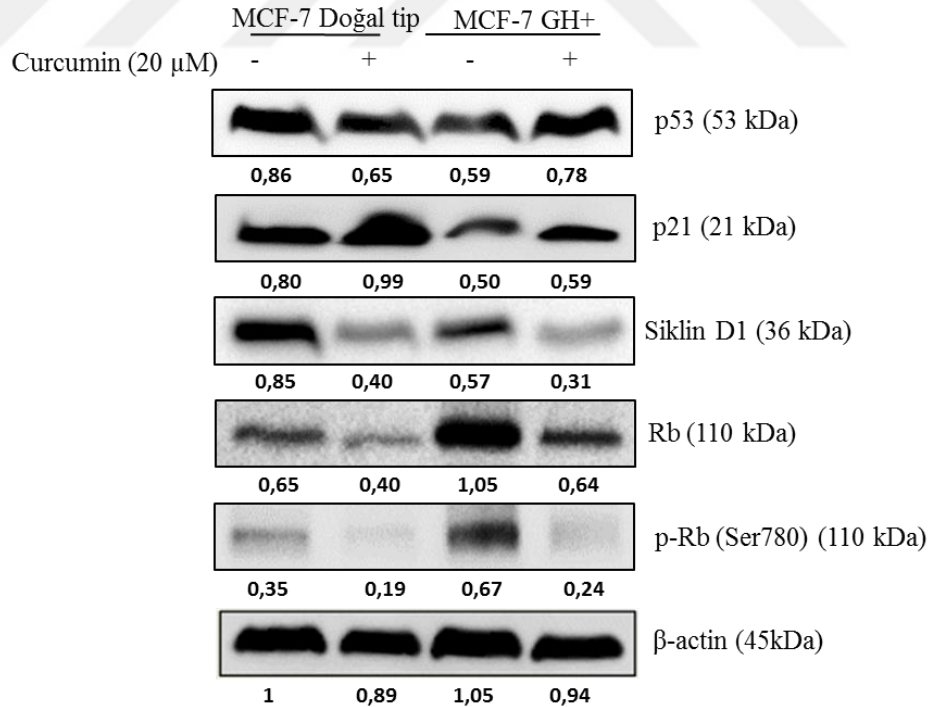 MCF-7 Doğal tip MCF-7 GH+
Curcumin (20 µM) - + - +
p53 (53 kDa)
0,86 0,65 0,59 0,78
p21 (21 kDa)
0,80 0,99 0,50 0,59
Siklin D1 (36 kDa)
0,85 0,40 0,57 0,31
Rb (110 kDa)
0,65 0,40 1,05 0,64
p-Rb (Ser780) (110 kDa)
0,35 0,19 0,67 0,24
β-actin (45kDa)
1 0,89 1,05 0,94